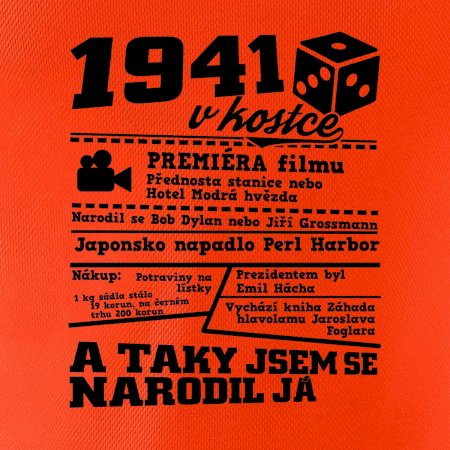 1941
v kostce
PREMIÉRA filmu
Přednosta stanice nebo
Hotel Modrá hvězda
Narodil se Bob Dylan nebo Jiří Grossmann
Japonsko napadlo Perl Harbor
Nákup: Potraviny na
lístky
1 kg sádla stálo
19 korun, na černém
trhu 200 korun
Prezidentem byl
Emil Hácha
Vychází kniha Záhada
hlavolamu Jaroslava
Foglara
A TAKY JSEM SE
NARODIL JÁ